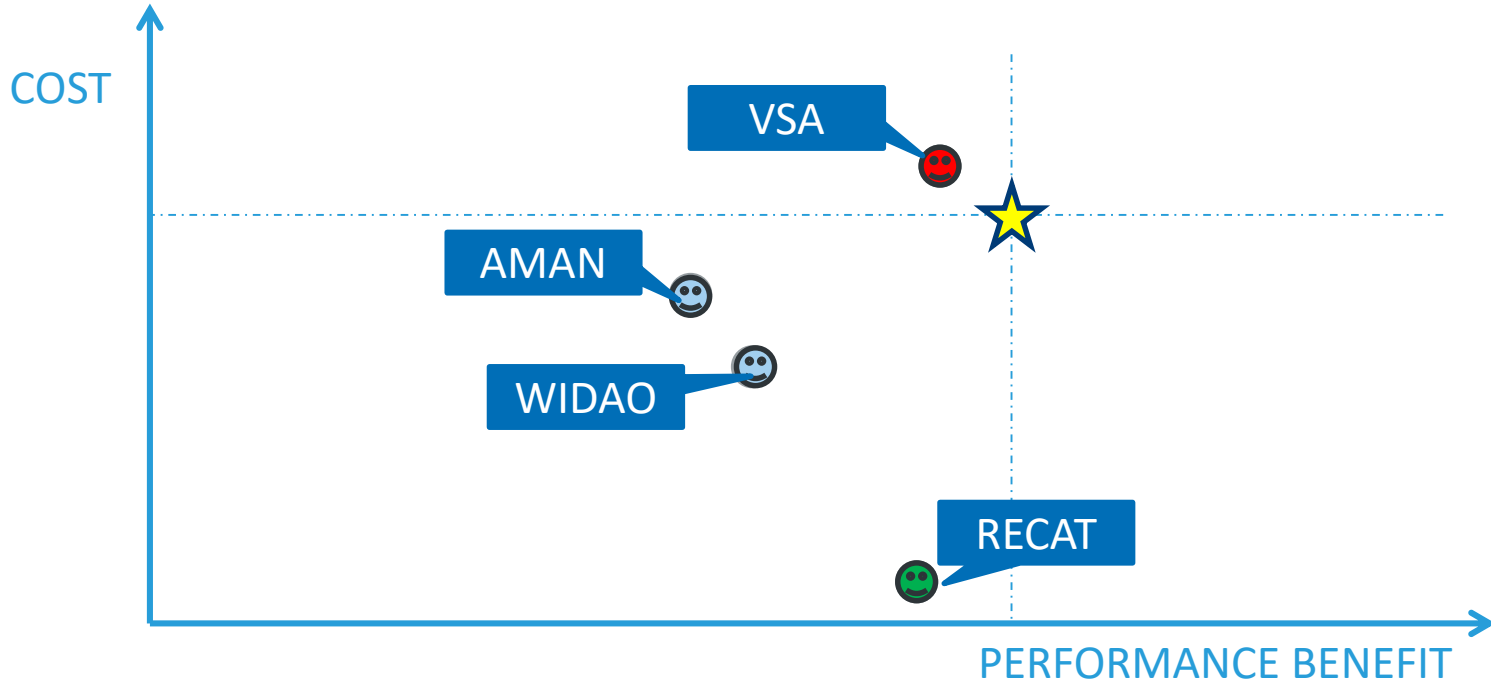 COST
VSA
AMAN
WIDAO
RECAT
PERFORMANCE BENEFIT